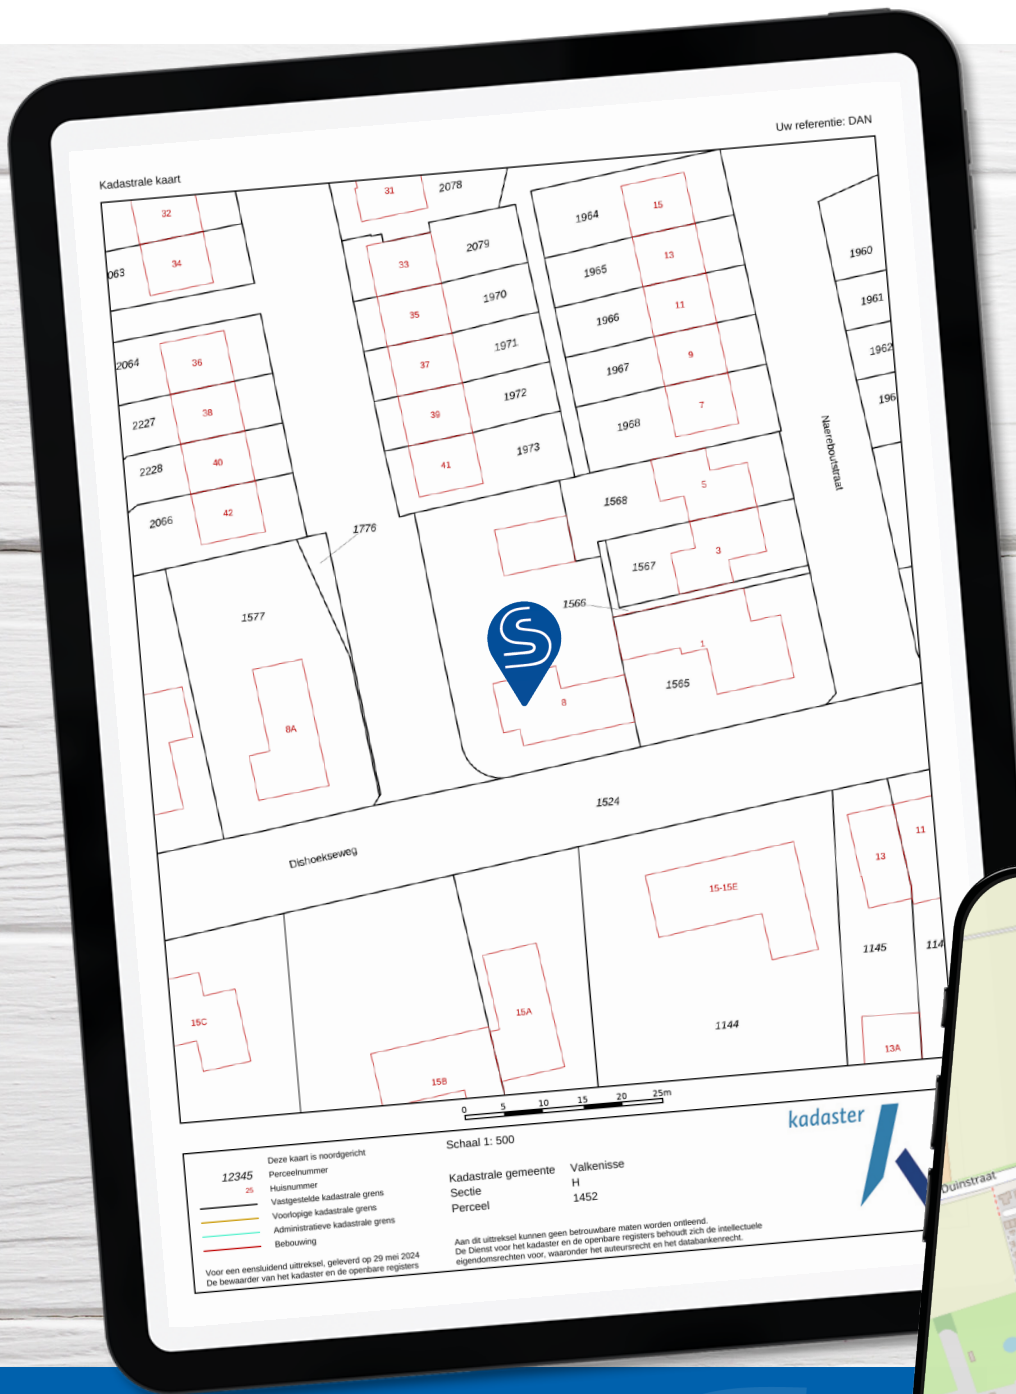 Uw referentie: DAN
Kadastrale kaart
32
31
2078
1964
15
34
063
33
2079
1965
13
1960
35
1970
1966
11
1961
2064
36
37
1971
1967
9
1962
2227
38
39
1972
1968
7
196
2228
40
41
1973
Naereboutstraat
2066
42
1776
1568
5
1567
3
1577
1566
1
1565
8
8A
1524
Dishoekseweg
11
13
15-15E
1145
114
15C
15A
1144
13A
15B
0 5 10 15 20 25m
Schaal 1: 500
kadaster
Deze kaart is noordgericht
12345 Perceelnummer
25 Huisnummer
Vastgestelde kadastrale grens
Voorlopige kadastrale grens
Administratieve kadastrale grens
Bebouwing
Kadastrale gemeente Valkenisse
Sectie H
Perceel 1452
Voor een eensluidend uittreksel, geleverd op 29 mei 2024
De bewaarder van het kadaster en de openbare registers
Aan dit uittreksel kunnen geen betrouwbare maten worden ontleend.
De Dienst voor het kadaster en de openbare registers behoudt zich de intellectuele
eigendomsrechten voor, waaronder het auteursrecht en het databankenrecht.
Duinstraat